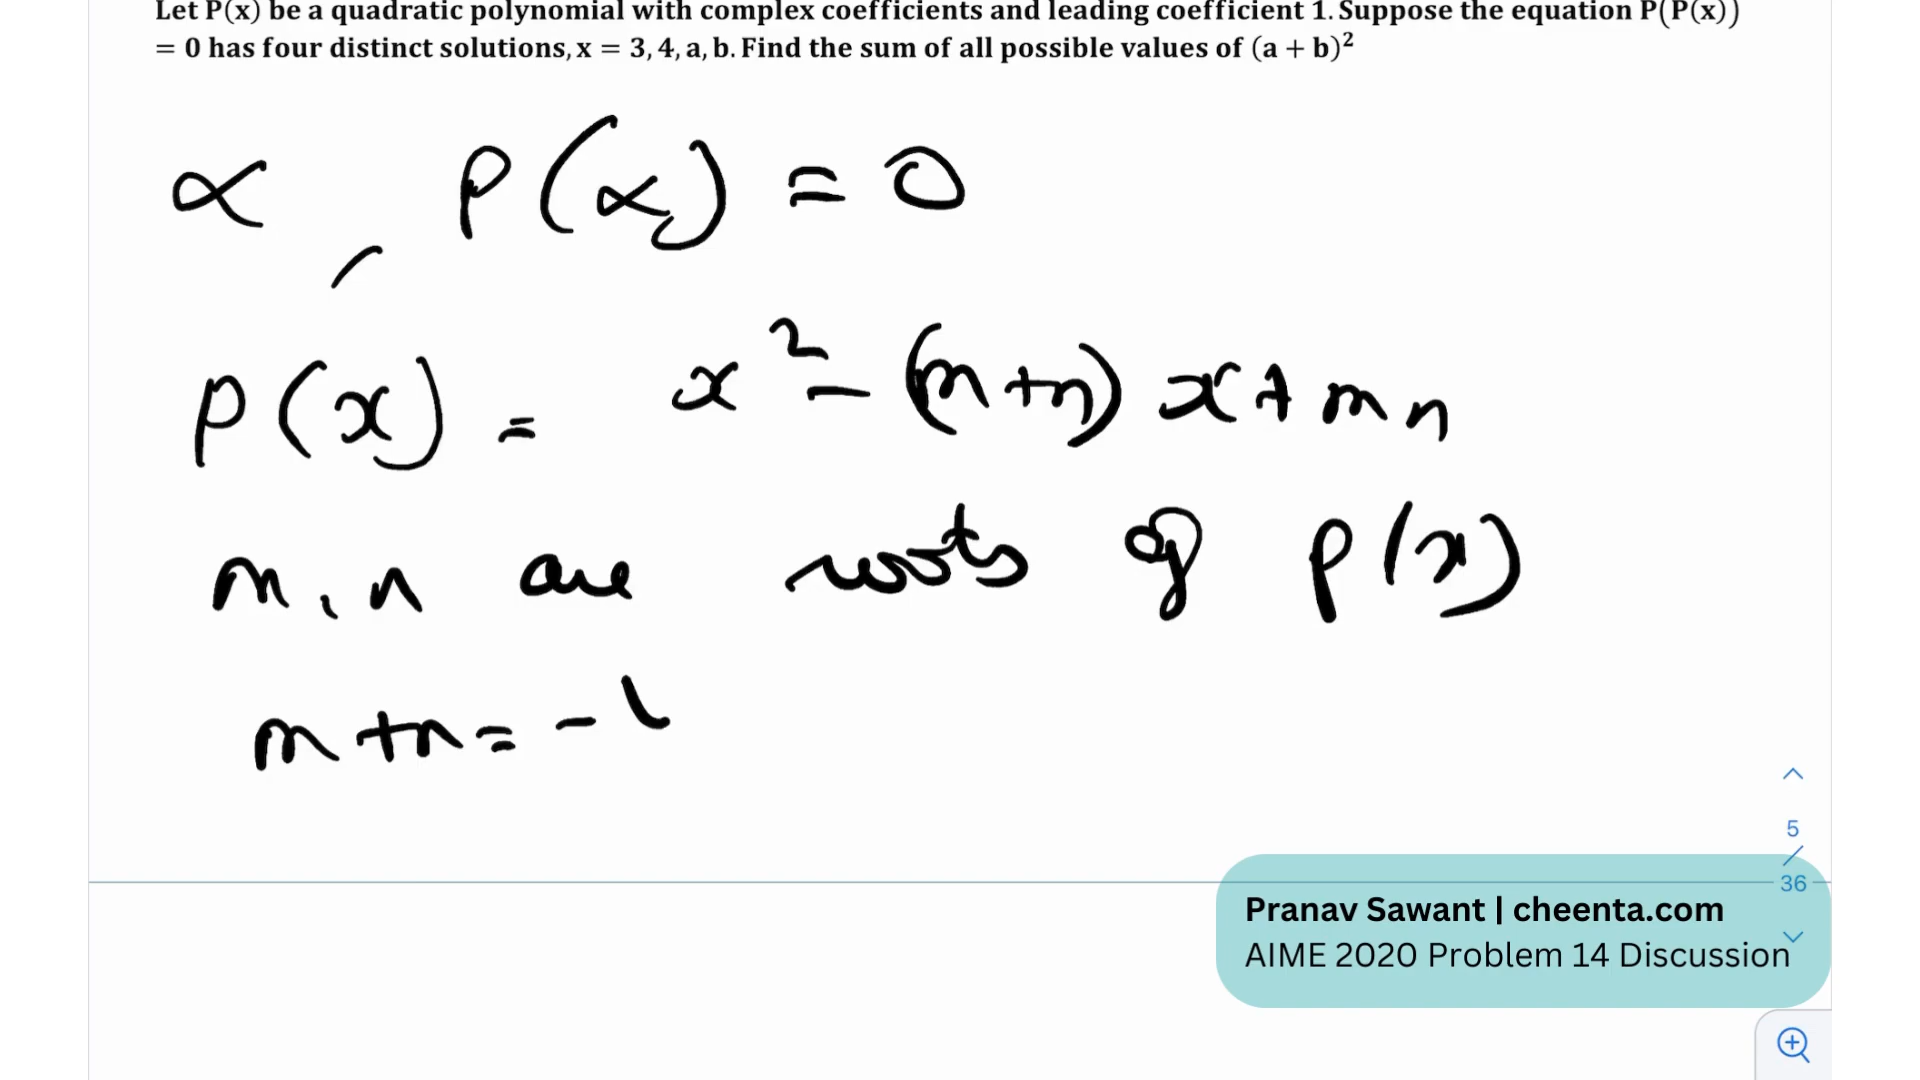 Let P(x) be a quadratic polynomial with complex coefficients and leading coefficient 1. Suppose the equation P(P(x))
= 0 has four distinct solutions, x = 3, 4, a, b. Find the sum of all possible values of (a + b)²
α P(α) = 0
P(x) = x² - (m+n) x + mn
m, n are roots of P(x)
m+n = -1
5
/
36
Pranav Sawant | cheenta.com
AIME 2020 Problem 14 Discussion